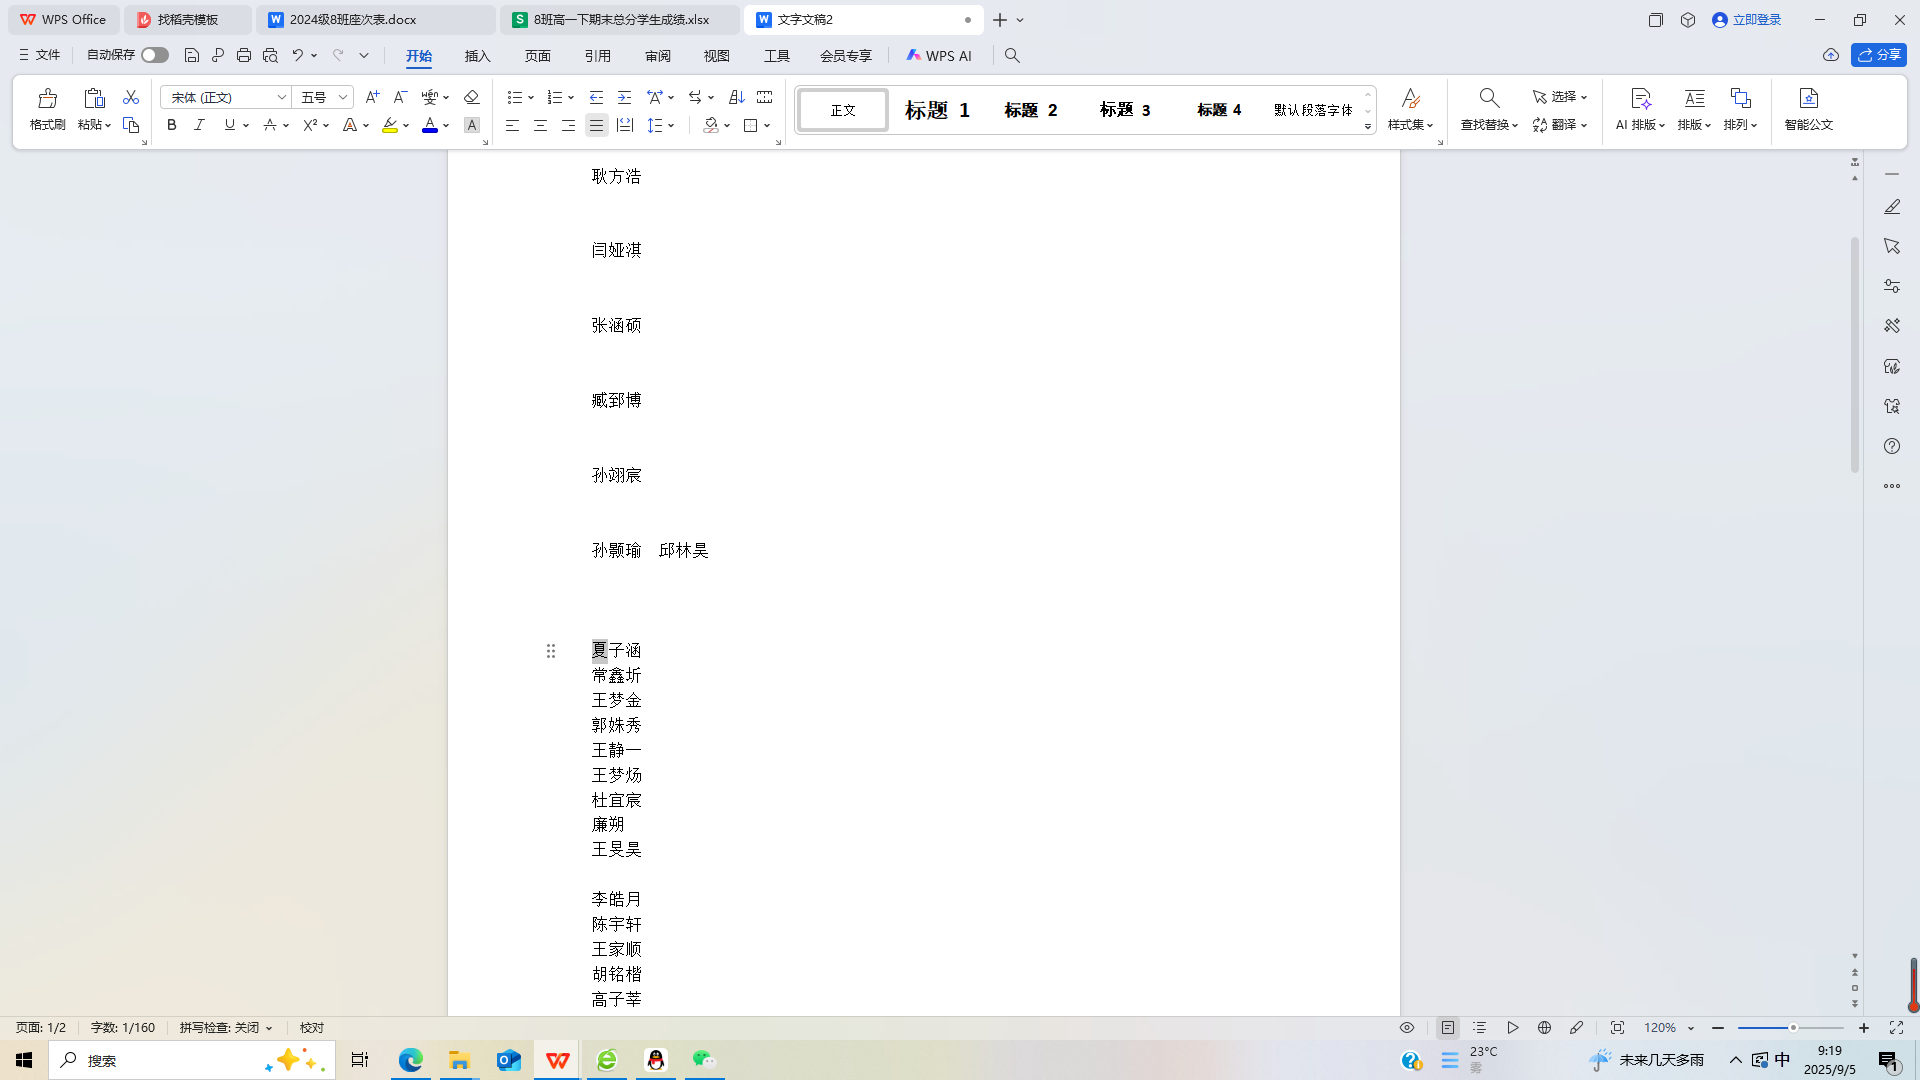 WPS Office 找稻壳模板 2024级8班座次表.docx 8班高一下期末总分学生成绩.xlsx 文字文稿2 立即登录
文件 自动保存 开始 插入 页面 引用 审阅 视图 工具 会员专享 WPS AI 分享
宋体 (正文) 五号 正文 标题 1 标题 2 标题 3 标题 4 默认段落字体 选择
格式刷 粘贴 样式集 查找替换 翻译 AI 排版 排版 排列 智能公文
耿方浩
闫娅淇
张涵硕
臧郅博
孙翊宸
孙颢瑜 邱林昊
夏子涵
常鑫圻
王梦金
郭姝秀
王静一
王梦炀
杜宜宸
廉朔
王旻昊
李皓月
陈宇轩
王家顺
胡铭楷
高子莘
页面: 1/2 字数: 1/160 拼写检查: 关闭 校对 120%
搜索 23°C 雾 未来几天多雨 中 9:19 2025/9/5 1